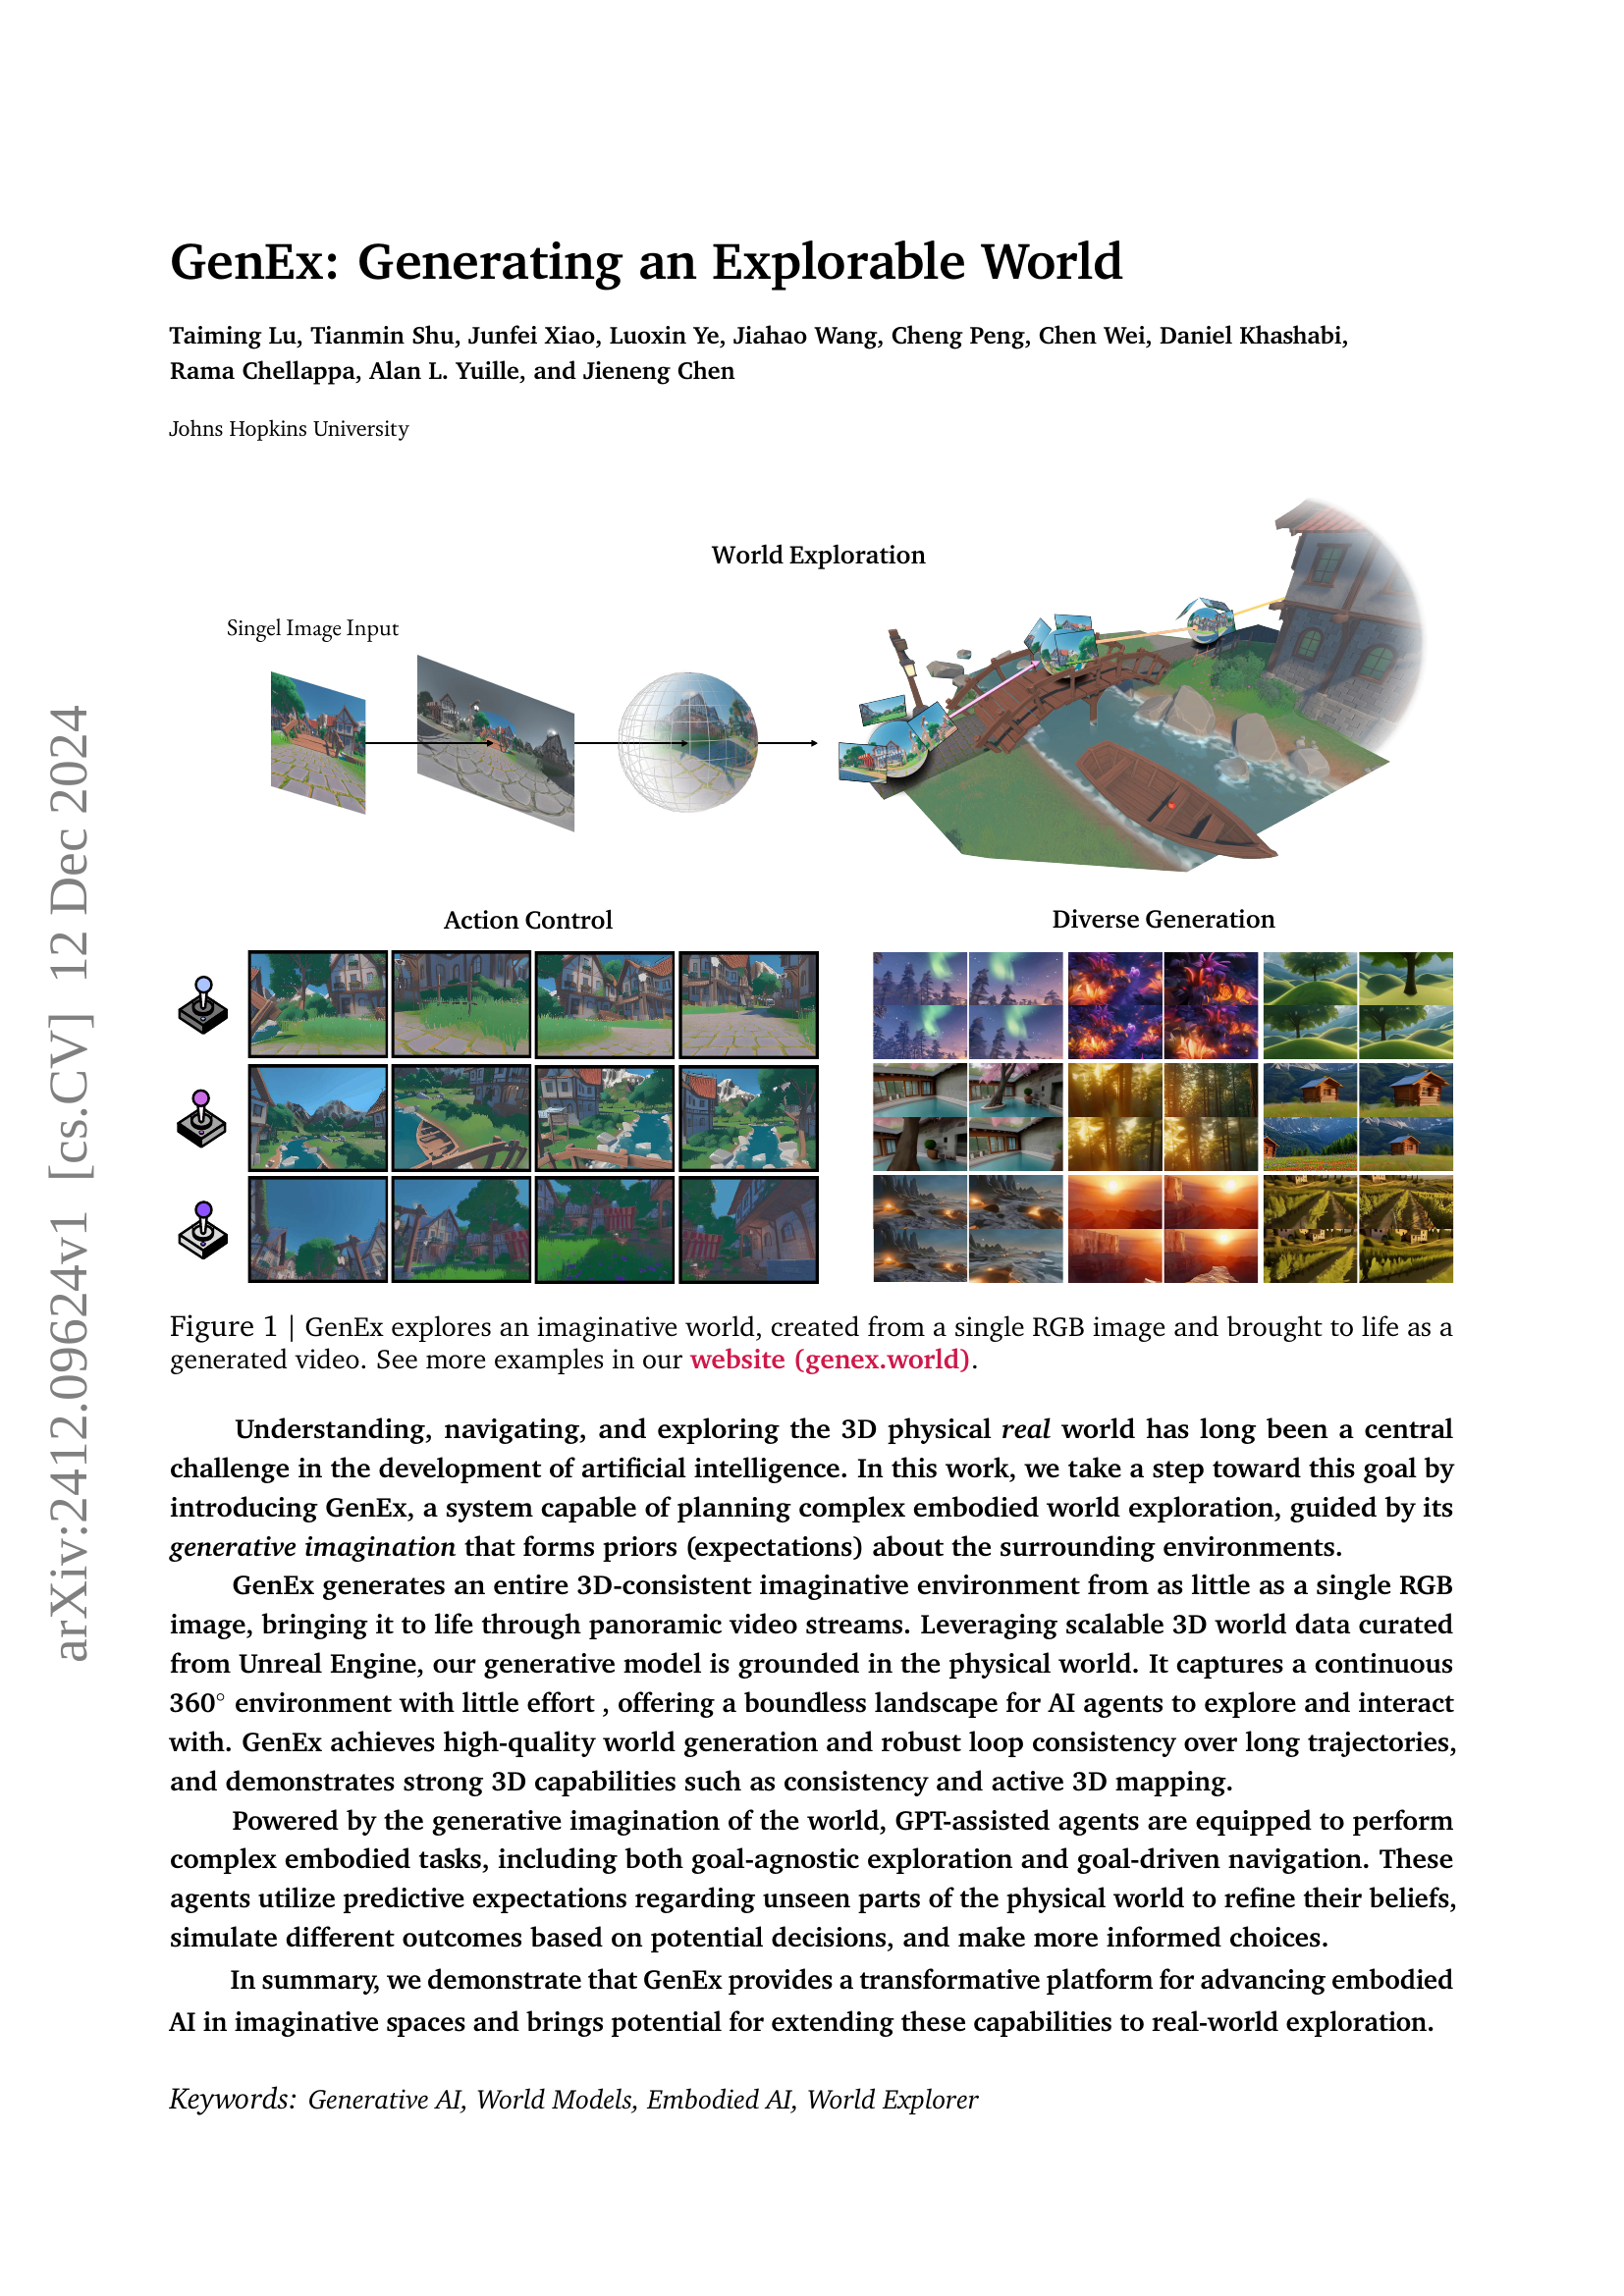 GenEx: Generating an Explorable World
Taiming Lu, Tianmin Shu, Junfei Xiao, Luoxin Ye, Jiahao Wang, Cheng Peng, Chen Wei, Daniel Khashabi,
Rama Chellappa, Alan L. Yuille, and Jieneng Chen
Johns Hopkins University
World Exploration
Singel Image Input
Action Control
Diverse Generation
Figure 1 | GenEx explores an imaginative world, created from a single RGB image and brought to life as a
generated video. See more examples in our website (genex.world).
Understanding, navigating, and exploring the 3D physical real world has long been a central
challenge in the development of artificial intelligence. In this work, we take a step toward this goal by
introducing GenEx, a system capable of planning complex embodied world exploration, guided by its
generative imagination that forms priors (expectations) about the surrounding environments.
GenEx generates an entire 3D-consistent imaginative environment from as little as a single RGB
image, bringing it to life through panoramic video streams. Leveraging scalable 3D world data curated
from Unreal Engine, our generative model is grounded in the physical world. It captures a continuous
360° environment with little effort , offering a boundless landscape for AI agents to explore and interact
with. GenEx achieves high-quality world generation and robust loop consistency over long trajectories,
and demonstrates strong 3D capabilities such as consistency and active 3D mapping.
Powered by the generative imagination of the world, GPT-assisted agents are equipped to perform
complex embodied tasks, including both goal-agnostic exploration and goal-driven navigation. These
agents utilize predictive expectations regarding unseen parts of the physical world to refine their beliefs,
simulate different outcomes based on potential decisions, and make more informed choices.
In summary, we demonstrate that GenEx provides a transformative platform for advancing embodied
AI in imaginative spaces and brings potential for extending these capabilities to real-world exploration.
Keywords: Generative AI, World Models, Embodied AI, World Explorer
arXiv:2412.09624v1 [cs.CV] 12 Dec 2024